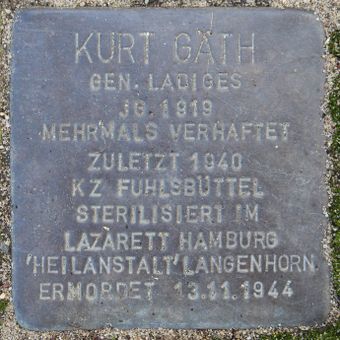 KURT GÄTH
GEN. LADIGES
JG. 1919
MEHRMALS VERHAFTET
ZULETZT 1940
KZ FUHLSBÜTTEL
STERILISIERT IM
LAZARETT HAMBURG
'HEILANSTALT' LANGENHORN
ERMORDET 13.11.1944